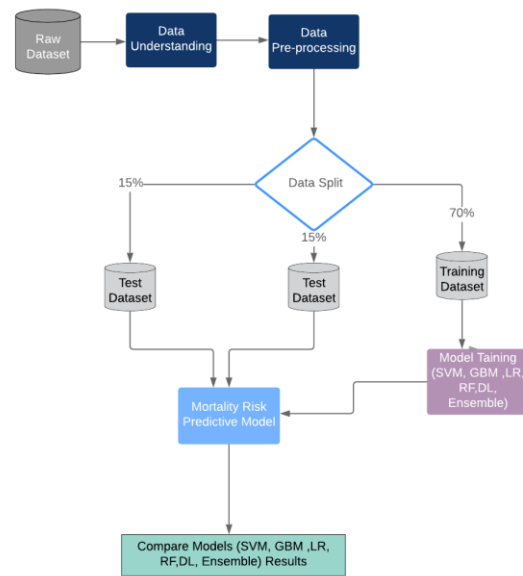 Raw
Dataset
Data
Understanding
Data
Pre-processing
Data Split
15%
15%
70%
Test
Dataset
Test
Dataset
Training
Dataset
Model Taining
(SVM, GBM ,LR,
RF,DL,
Ensemble)
Mortality Risk
Predictive Model
Compare Models (SVM, GBM ,LR,
RF,DL, Ensemble) Results